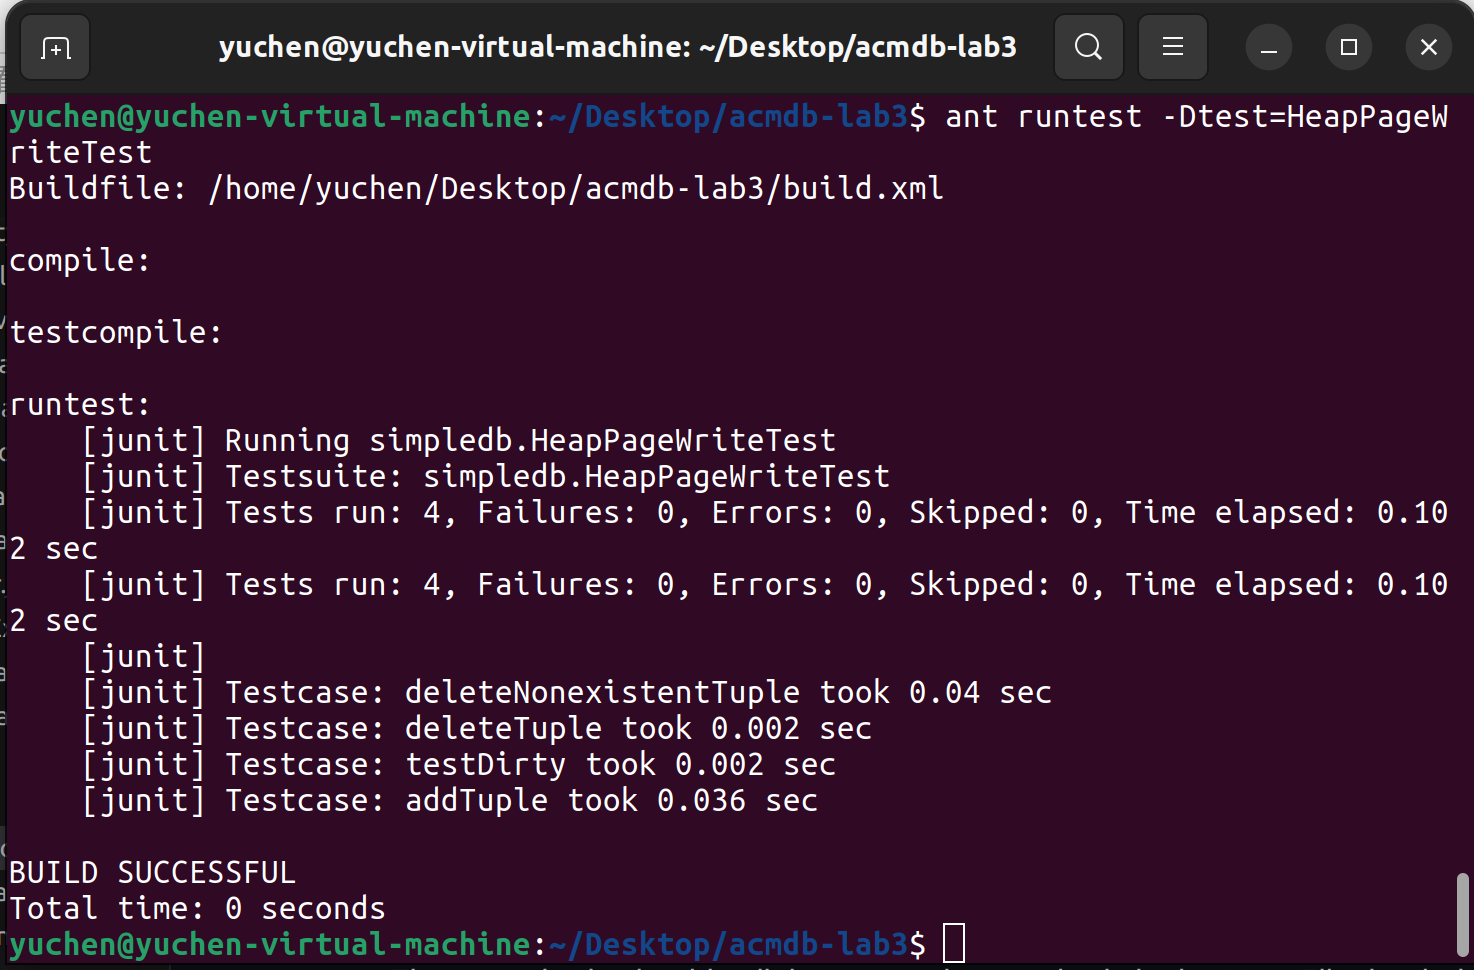 yuchen@yuchen-virtual-machine: ~/Desktop/acmdb-lab3
yuchen@yuchen-virtual-machine:~/Desktop/acmdb-lab3$ ant runtest -Dtest=HeapPageW
riteTest
Buildfile: /home/yuchen/Desktop/acmdb-lab3/build.xml
compile:
testcompile:
runtest:
[junit] Running simpledb.HeapPageWriteTest
[junit] Testsuite: simpledb.HeapPageWriteTest
[junit] Tests run: 4, Failures: 0, Errors: 0, Skipped: 0, Time elapsed: 0.10
2 sec
[junit] Tests run: 4, Failures: 0, Errors: 0, Skipped: 0, Time elapsed: 0.10
2 sec
[junit]
[junit] Testcase: deleteNonexistentTuple took 0.04 sec
[junit] Testcase: deleteTuple took 0.002 sec
[junit] Testcase: testDirty took 0.002 sec
[junit] Testcase: addTuple took 0.036 sec
BUILD SUCCESSFUL
Total time: 0 seconds
yuchen@yuchen-virtual-machine:~/Desktop/acmdb-lab3$